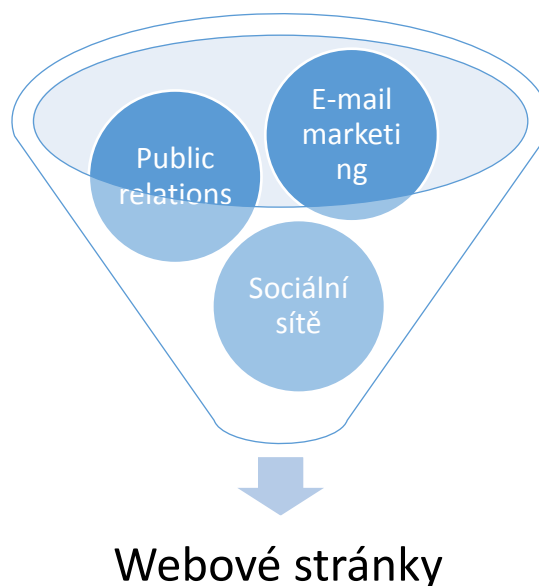 E-mail
marketi
ng
Public
relations
Sociální
sítě
Webové stránky